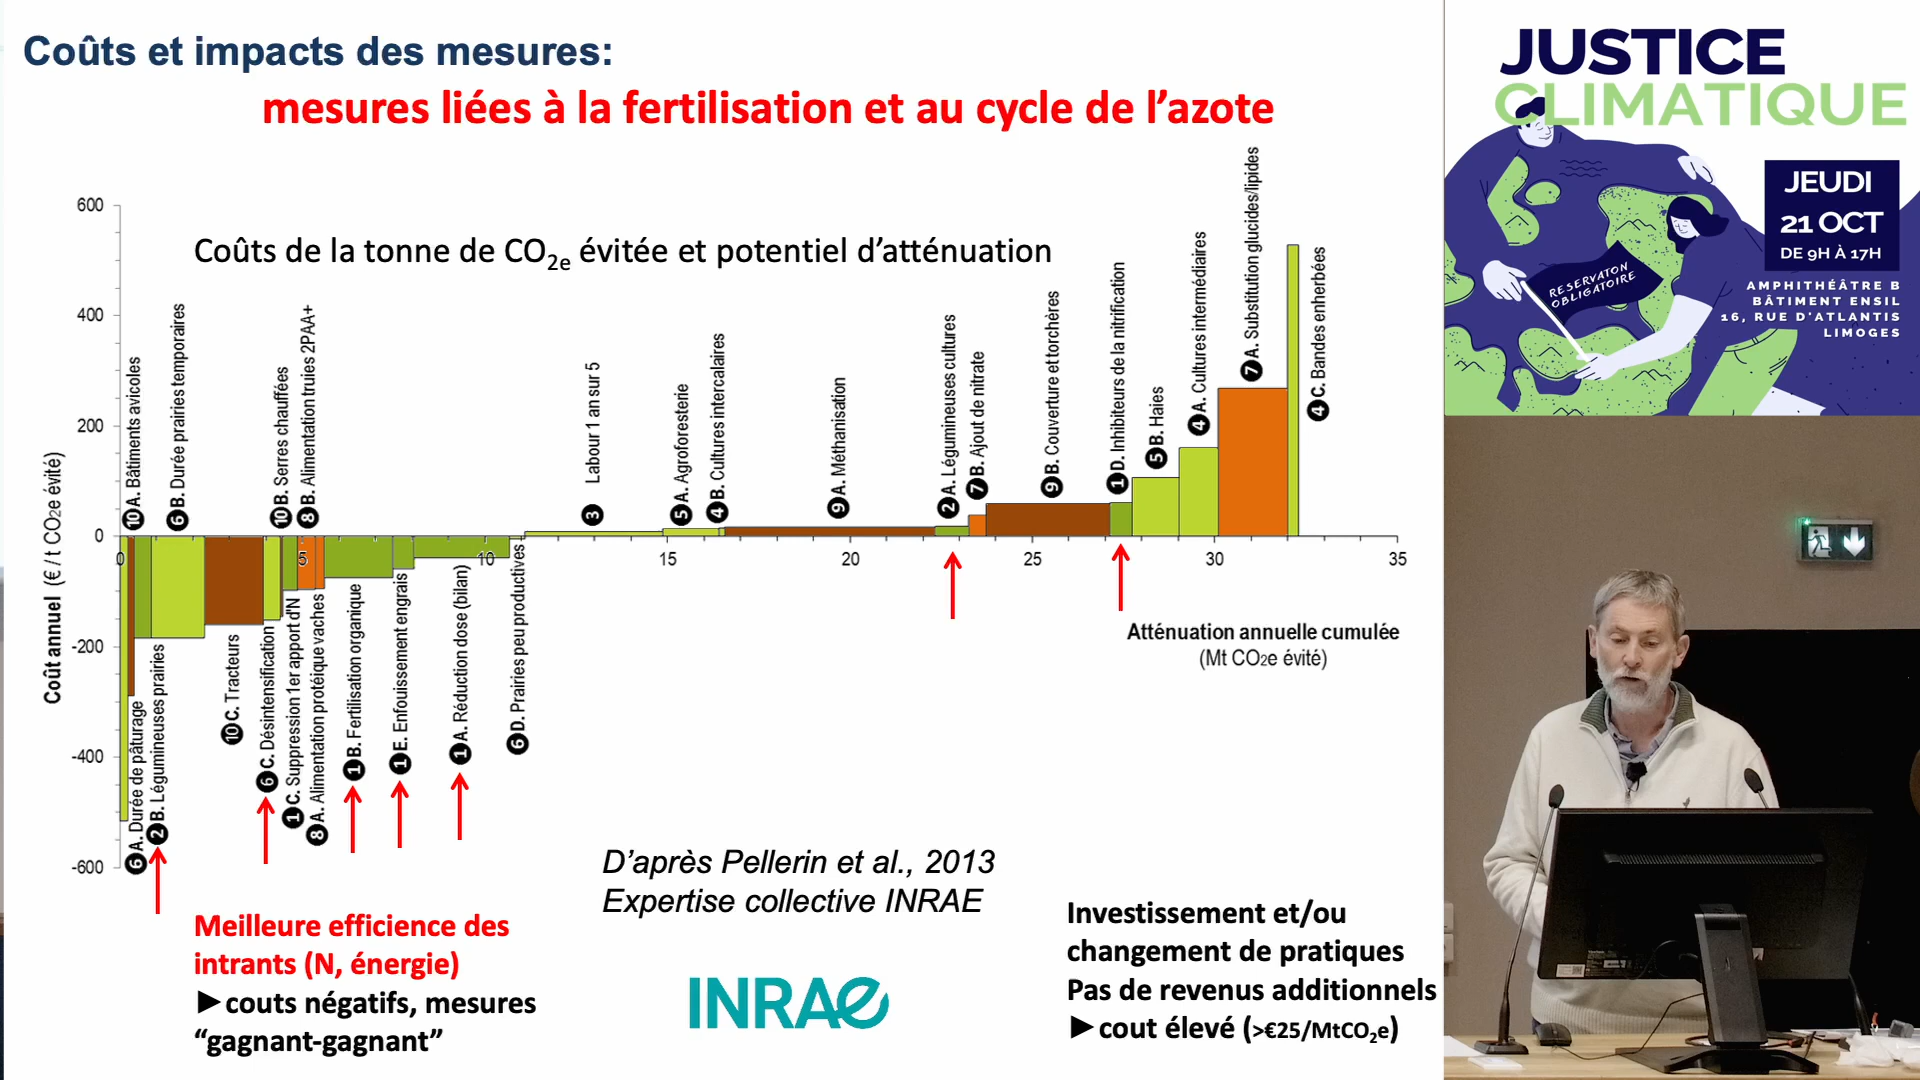 Coûts et impacts des mesures:
mesures liées à la fertilisation et au cycle de l'azote
Coûts de la tonne de CO2e évitée et potentiel d'atténuation
Coût annuel (€ / t CO2e évité)
600
400
200
0
-200
-400
-600
0
5
10
15
20
25
30
35
10 A. Bâtiments avicoles
6 B. Durée prairies temporaires
10 B. Serres chauffées
8 B. Alimentation truies 2PAA+
3 Labour 1 an sur 5
5 A. Agroforesterie
4 B. Cultures intercalaires
9 A. Méthanisation
2 A. Légumineuses cultures
7 B. Ajout de nitrate
9 B. Couverture et torchères
1 D. Inhibiteurs de la nitrification
5 B. Haies
4 A. Cultures intermédiaires
7 A. Substitution glucides/lipides
4 C. Bandes enherbées
6 A. Durée de pâturage
2 B. Légumineuses prairies
10 C. Tracteurs
6 C. Désintensification
1 C. Suppression 1er apport d'N
8 A. Alimentation protéique vaches
1 B. Fertilisation organique
1 E. Enfouissement engrais
1 A. Réduction dose (bilan)
6 D. Prairies peu productives
Atténuation annuelle cumulée
(Mt CO2e évité)
D'après Pellerin et al., 2013
Expertise collective INRAE
INRAE
Meilleure efficience des
intrants (N, énergie)
►couts négatifs, mesures
“gagnant-gagnant”
Investissement et/ou
changement de pratiques
Pas de revenus additionnels
►cout élevé (>€25/MtCO2e)
JUSTICE
CLIMATIQUE
JEUDI
21 OCT
DE 9H À 17H
RESERVATON
OBLIGATOIRE
AMPHITHÉÂTRE B
BÂTIMENT ENSIL
16, RUE D'ATLANTIS
LIMOGES